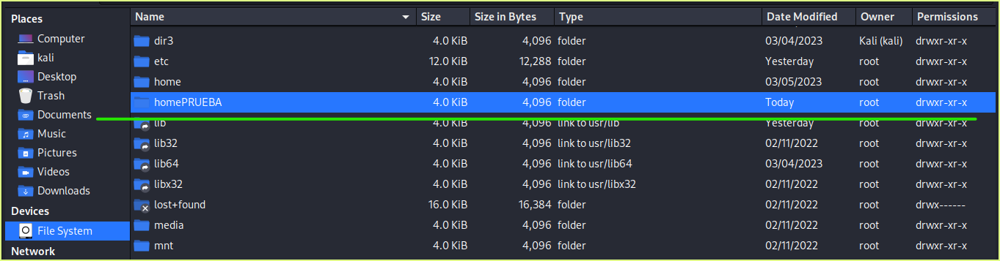 Places
Computer
kali
Desktop
Trash
Documents
Music
Pictures
Videos
Downloads
Devices
File System
Network
Name Size Size in Bytes Type Date Modified Owner Permissions
dir3 4.0 KiB 4,096 folder 03/04/2023 Kali (kali) drwxr-xr-x
etc 12.0 KiB 12,288 folder Yesterday root drwxr-xr-x
home 4.0 KiB 4,096 folder 03/05/2023 root drwxr-xr-x
homePRUEBA 4.0 KiB 4,096 folder Today root drwxr-xr-x
lib 4.0 KiB 4,096 link to usr/lib Yesterday root drwxr-xr-x
lib32 4.0 KiB 4,096 link to usr/lib32 02/11/2022 root drwxr-xr-x
lib64 4.0 KiB 4,096 link to usr/lib64 03/04/2023 root drwxr-xr-x
libx32 4.0 KiB 4,096 link to usr/libx32 02/11/2022 root drwxr-xr-x
lost+found 16.0 KiB 16,384 folder 02/11/2022 root drwx------
media 4.0 KiB 4,096 folder 02/11/2022 root drwxr-xr-x
mnt 4.0 KiB 4,096 folder 02/11/2022 root drwxr-xr-x